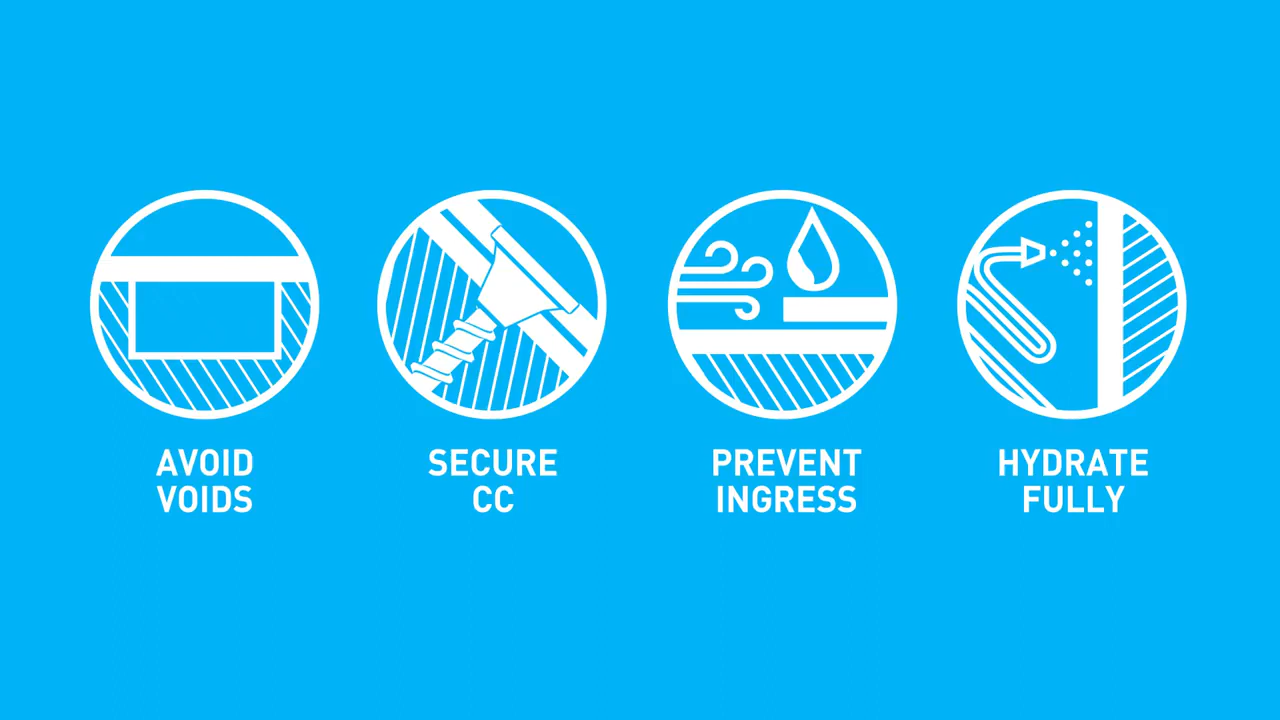 AVOID
VOIDS
SECURE
CC
PREVENT
INGRESS
HYDRATE
FULLY